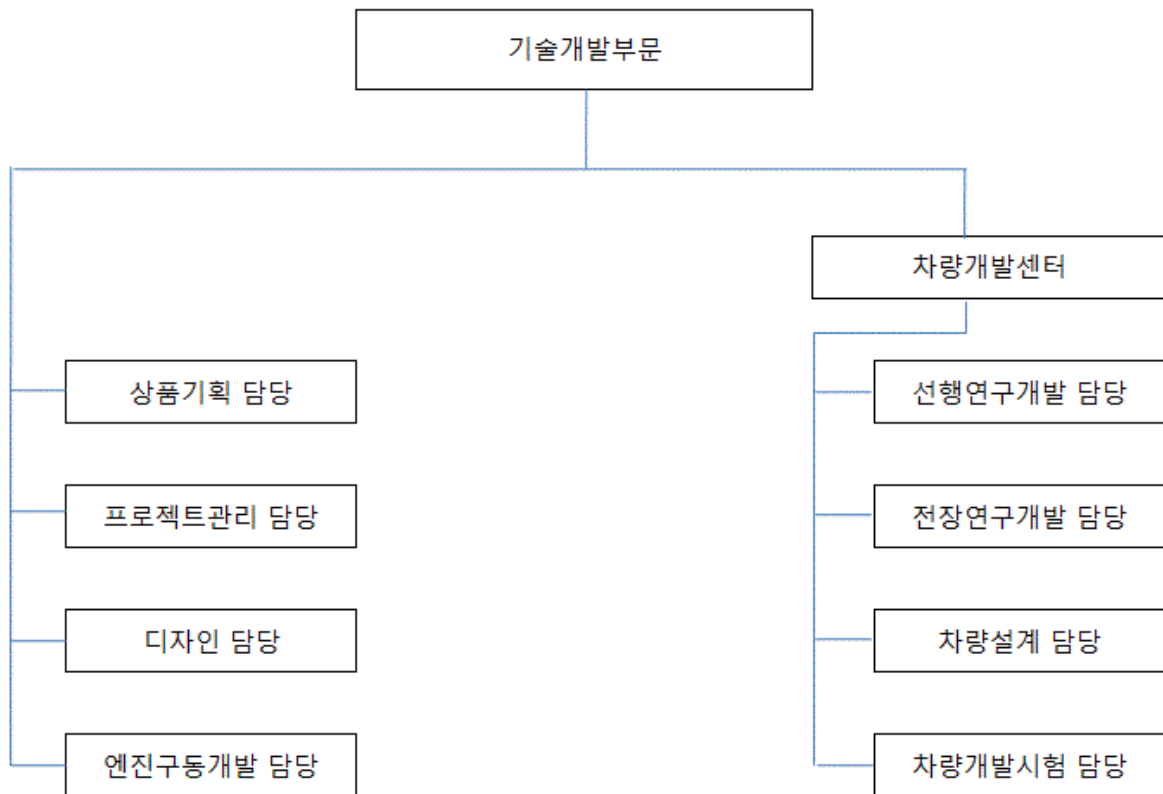 기술개발부문
차량개발센터
상품기획 담당
선행연구개발 담당
프로젝트관리 담당
전장연구개발 담당
디자인 담당
차량설계 담당
엔진구동개발 담당
차량개발시험 담당